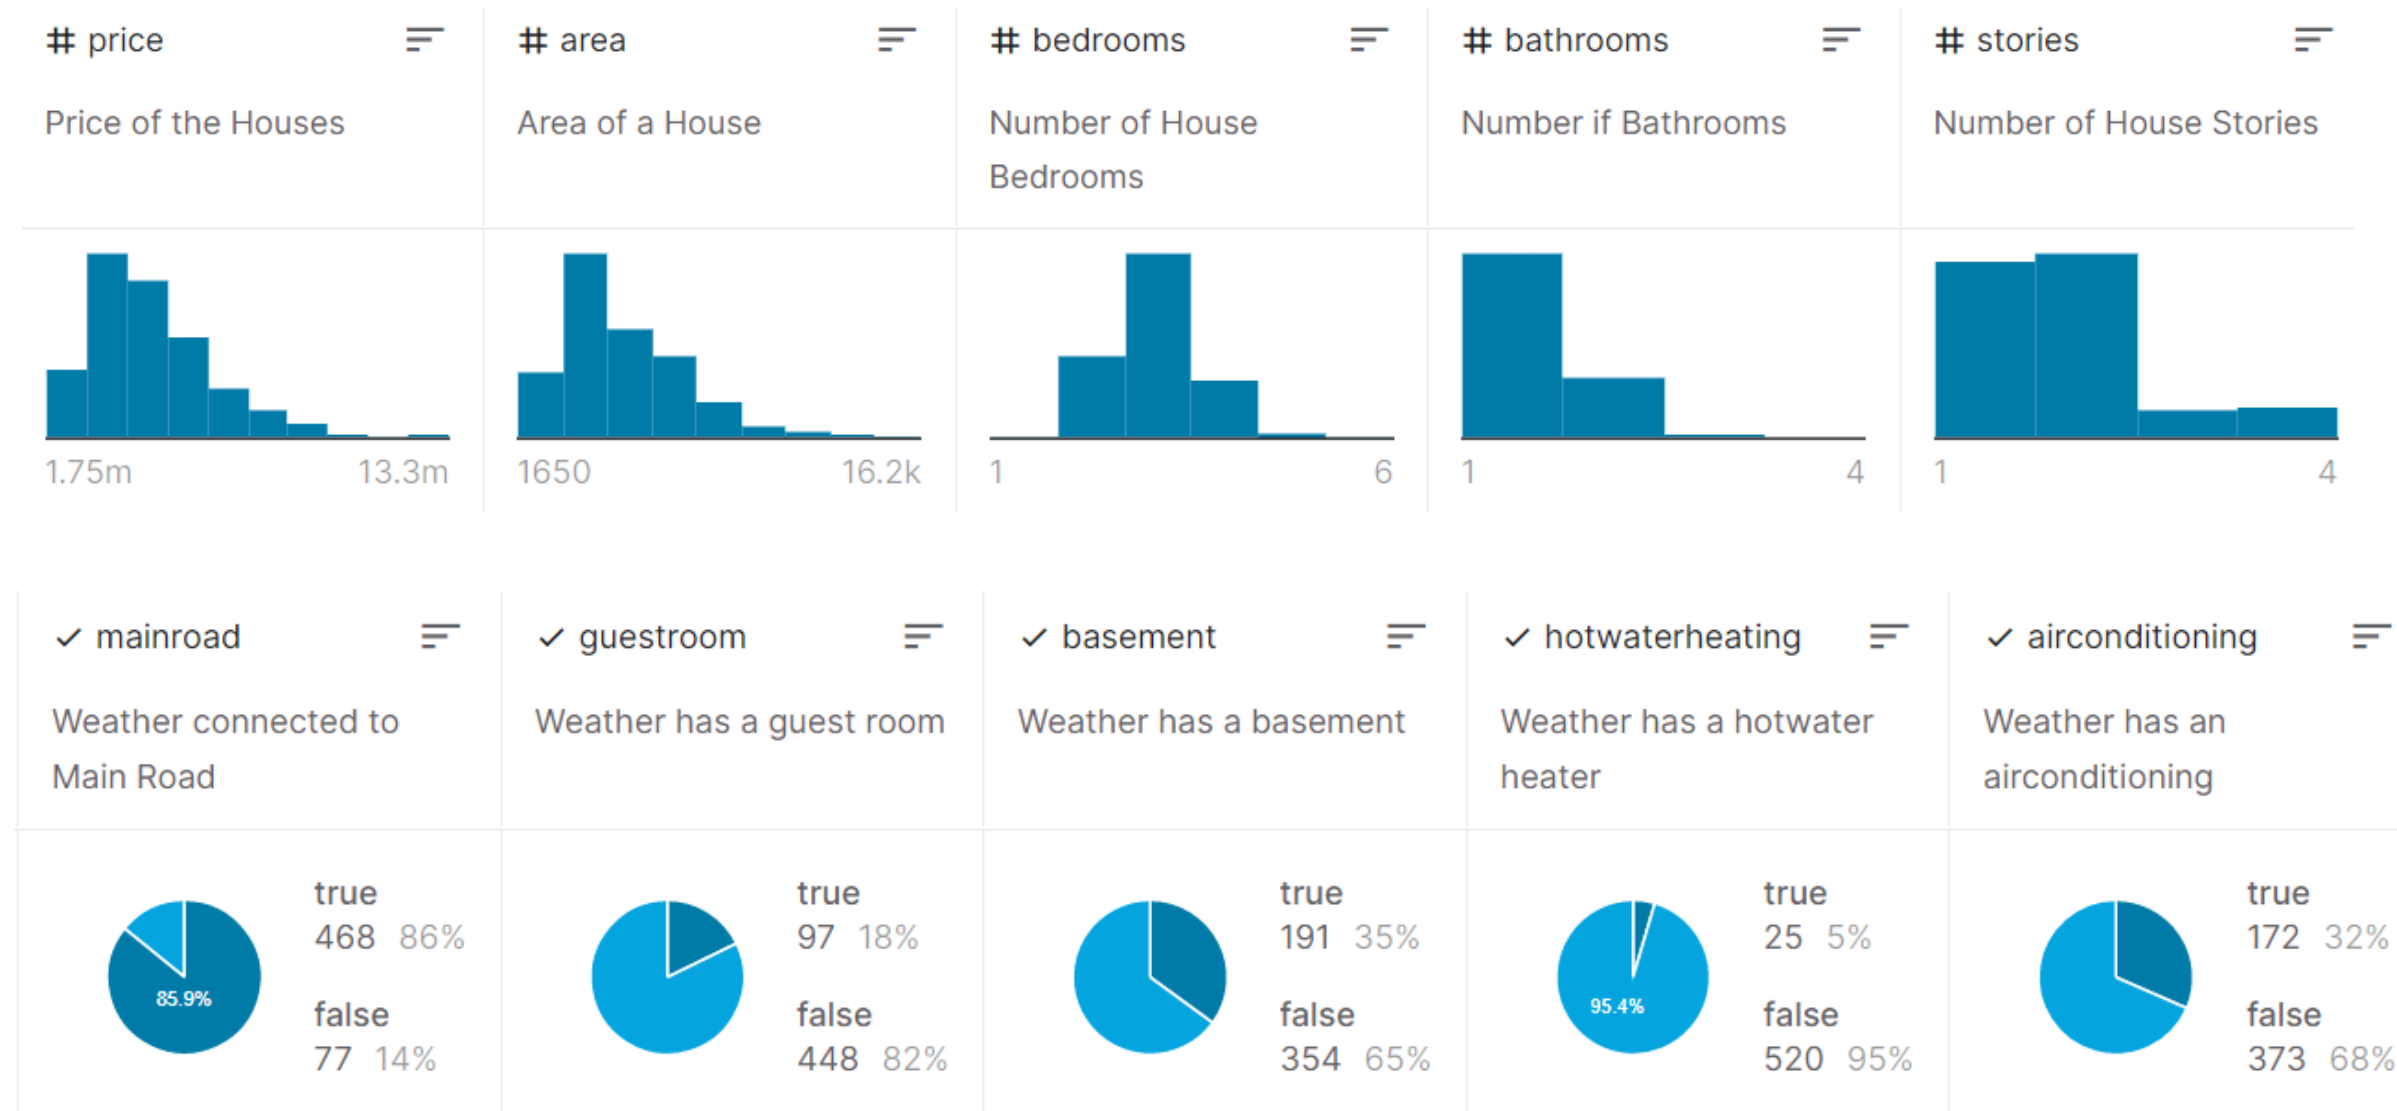 # price
# area
# bedrooms
# bathrooms
# stories
Price of the Houses
Area of a House
Number of House
Bedrooms
Number if Bathrooms
Number of House Stories
1.75m 13.3m
1650 16.2k
1 6
1 4
1 4
✓ mainroad
✓ guestroom
✓ basement
✓ hotwaterheating
✓ airconditioning
Weather connected to
Main Road
Weather has a guest room
Weather has a basement
Weather has a hotwater
heater
Weather has an
airconditioning
85.9%
true
468 86%
false
77 14%
true
97 18%
false
448 82%
true
191 35%
false
354 65%
95.4%
true
25 5%
false
520 95%
true
172 32%
false
373 68%